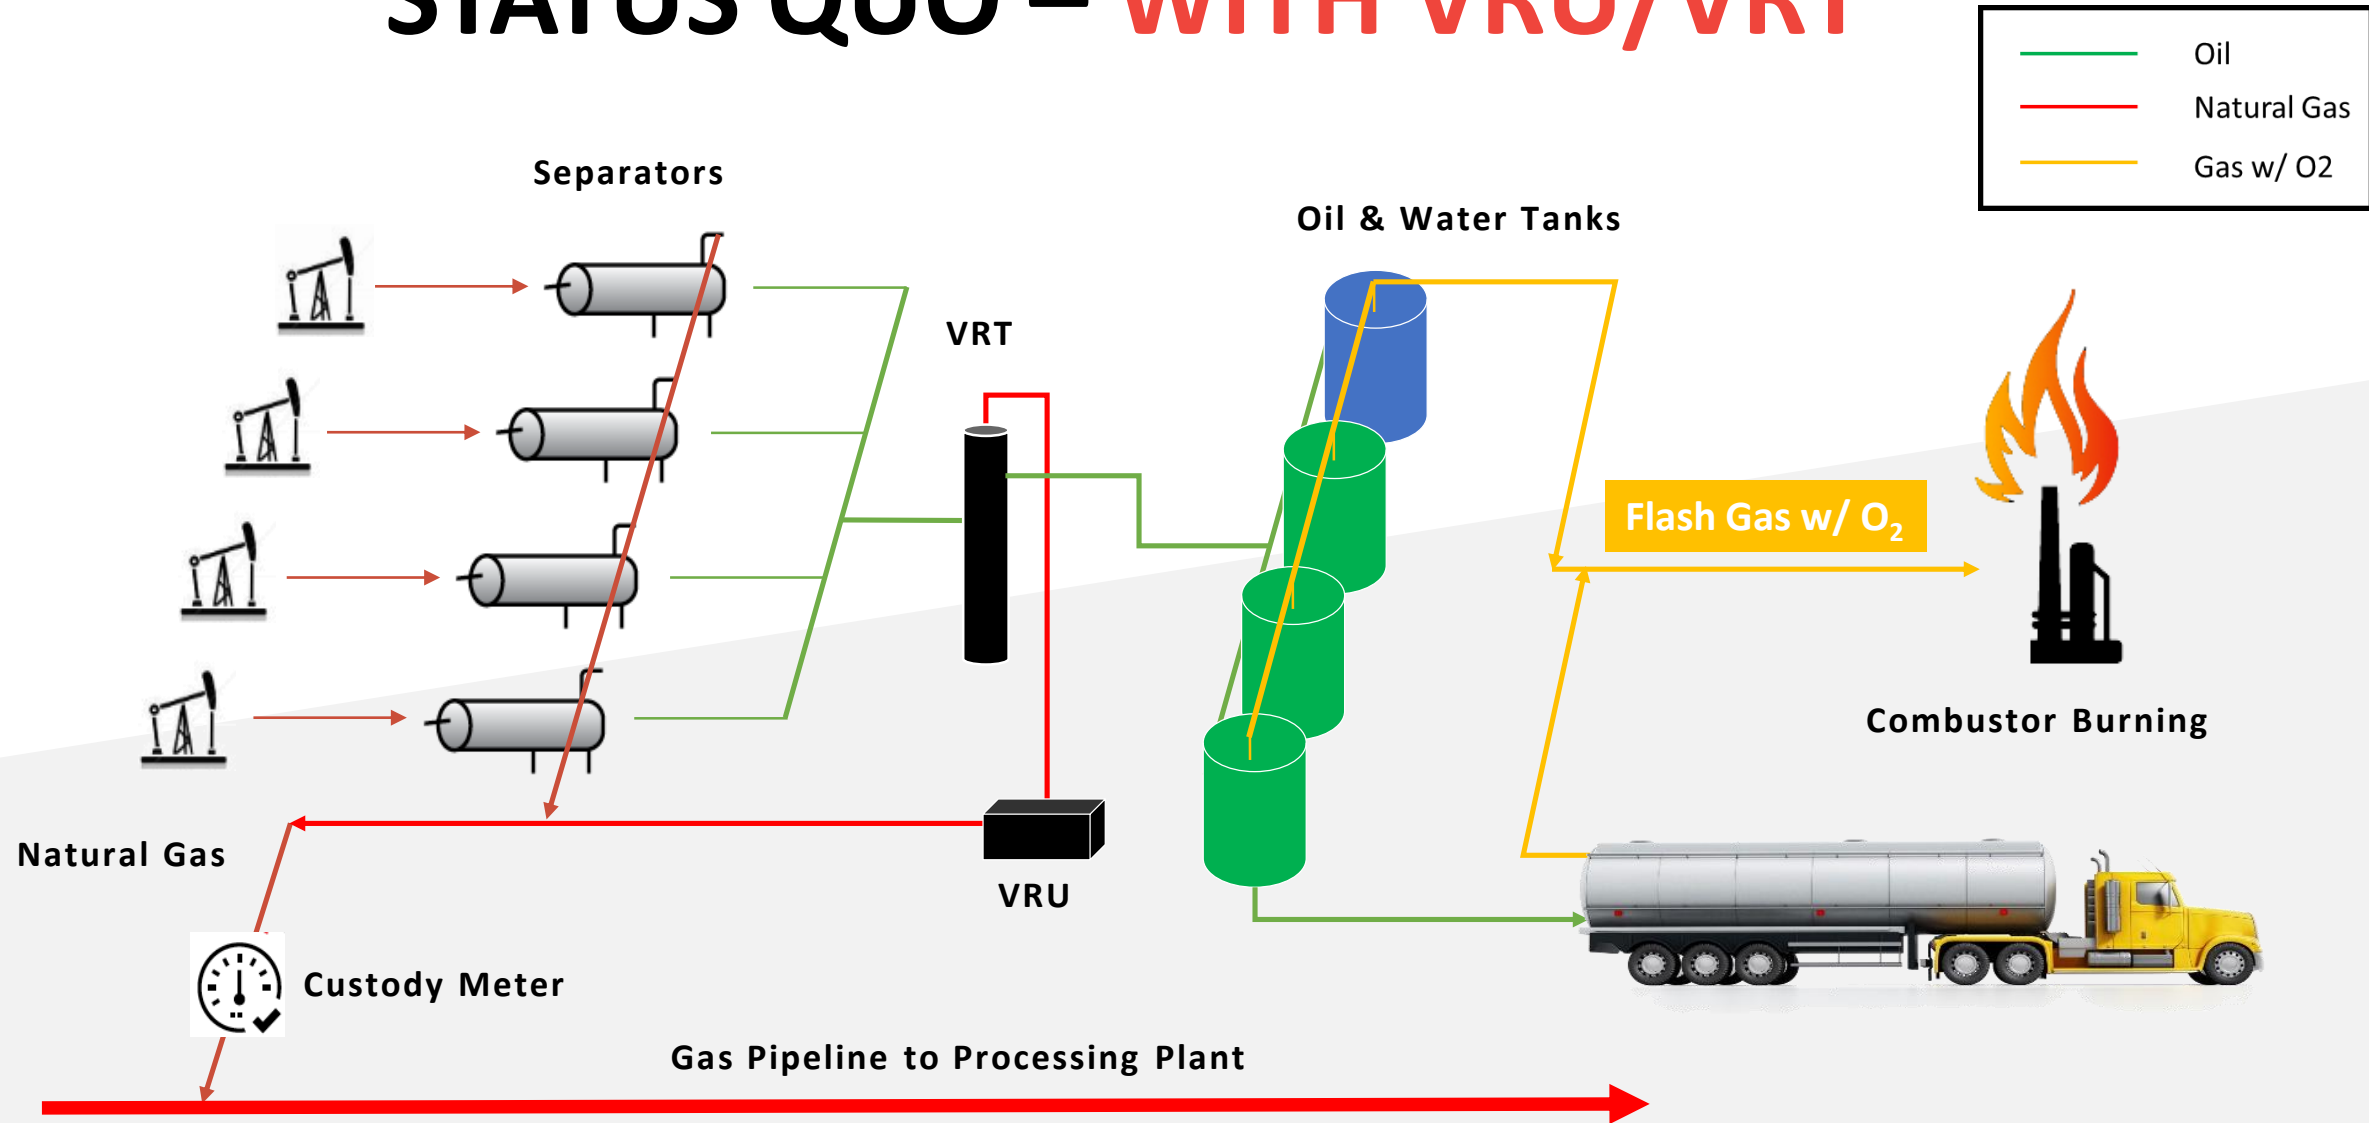 STATUS QUO – WITH VRU/VRT
Oil
Natural Gas
Gas w/ O2
Separators
Oil & Water Tanks
VRT
Flash Gas w/ O₂
Combustor Burning
Natural Gas
VRU
Custody Meter
Gas Pipeline to Processing Plant